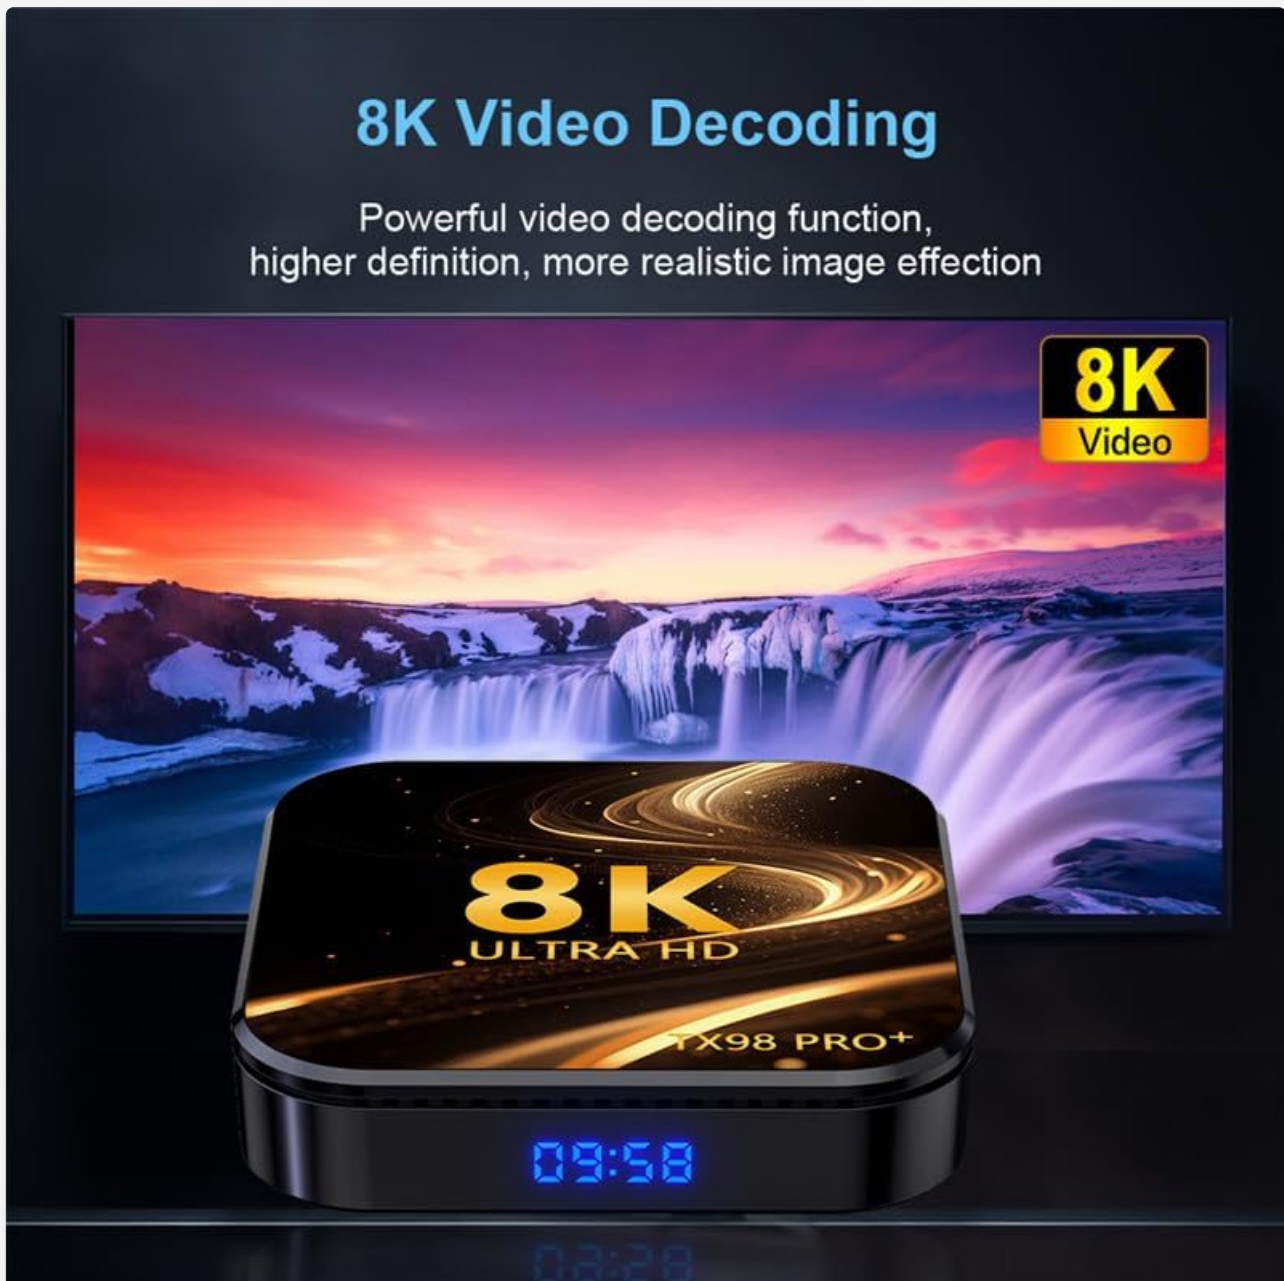 8K Video Decoding
Powerful video decoding function,
higher definition, more realistic image effection
8K
Video
8K
ULTRA HD
TX98 PRO+
09:58